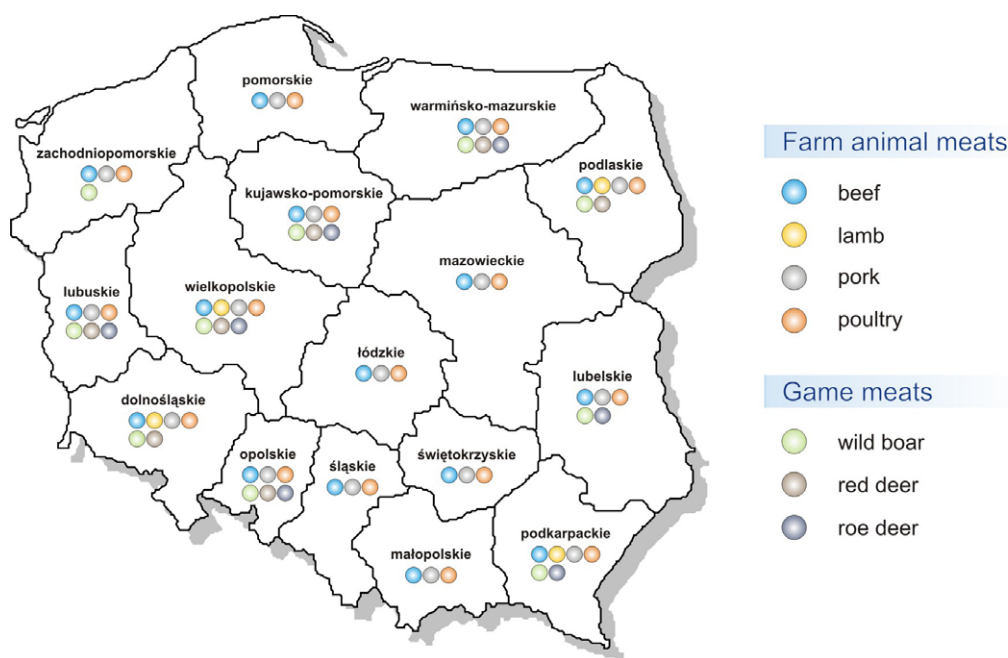 pomorskie
warmińsko-mazurskie
zachodniopomorskie
podlaskie
kujawsko-pomorskie
mazowieckie
lubuskie
wielkopolskie
łódzkie
lubelskie
dolnośląskie
opolskie
śląskie
świętokrzyskie
małopolskie
podkarpackie
Farm animal meats
beef
lamb
pork
poultry
Game meats
wild boar
red deer
roe deer